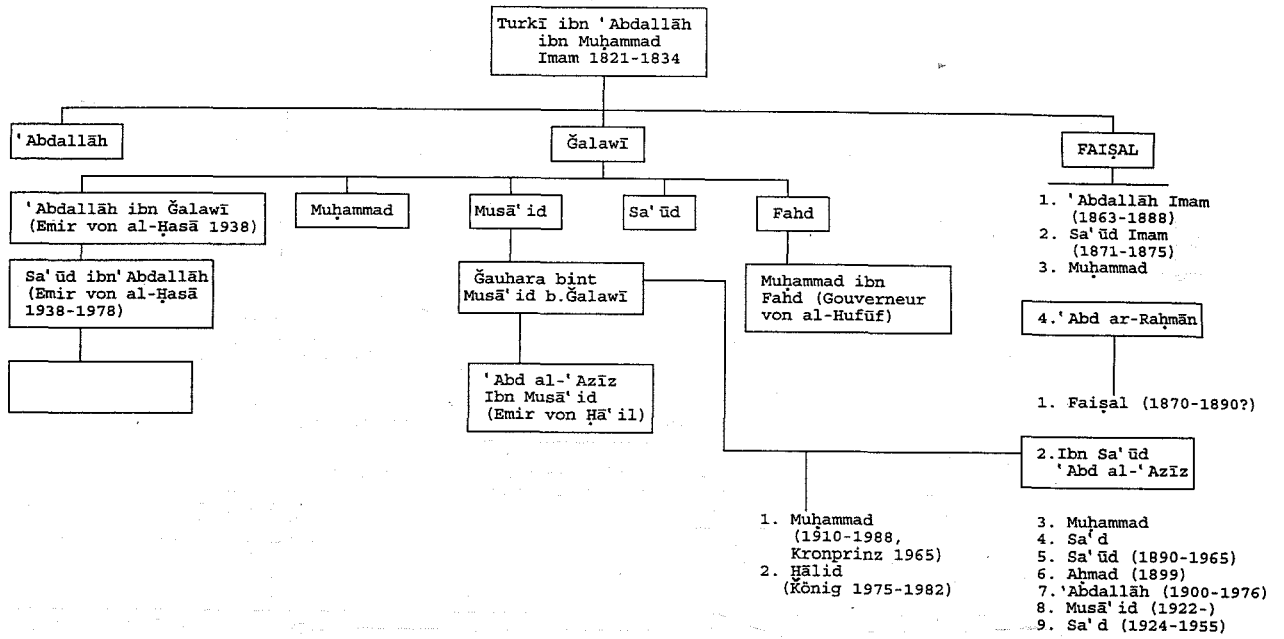 Turkī ibn ʿAbdallāh
ibn Muḥammad
Imam 1821-1834
ʿAbdallāh
Ǧalawī
FAIṢAL
ʿAbdallāh ibn Ǧalawī
(Emir von al-Ḥasā 1938)
Muḥammad
Musāʿid
Saʿūd
Fahd
1. ʿAbdallāh Imam
(1863-1888)
2. Saʿūd Imam
(1871-1875)
3. Muḥammad
Saʿūd ibnʿAbdallāh
(Emir von al-Ḥasā
1938-1978)
Ǧauhara bint
Musāʿid b.Ǧalawī
Muḥammad ibn
Fahd (Gouverneur
von al-Hufūf)
4.ʿAbd ar-Raḥmān
ʿAbd al-ʿAzīz
Ibn Musāʿid
(Emir von Ḥāʾil)
1. Faiṣal (1870-1890?)
2.Ibn Saʿūd
ʿAbd al-ʿAzīz
1. Muḥammad
(1910-1988,
Kronprinz 1965)
2. Ḫālid
(König 1975-1982)
3. Muḥammad
4. Saʿd
5. Saʿūd (1890-1965)
6. Aḥmad (1899)
7.ʿAbdallāh (1900-1976)
8. Musāʿid (1922-)
9. Saʿd (1924-1955)